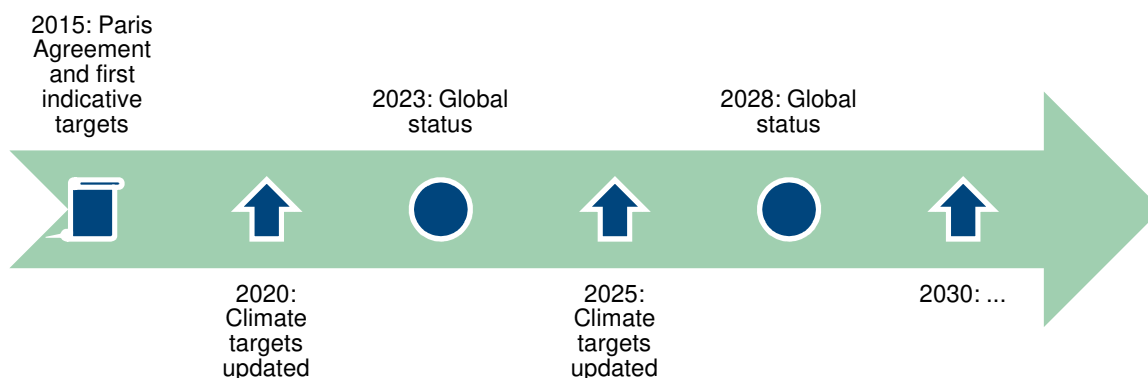 2015: Paris
Agreement
and first
indicative
targets
2020:
Climate
targets
updated
2023: Global
status
2025:
Climate
targets
updated
2028: Global
status
2030: ...